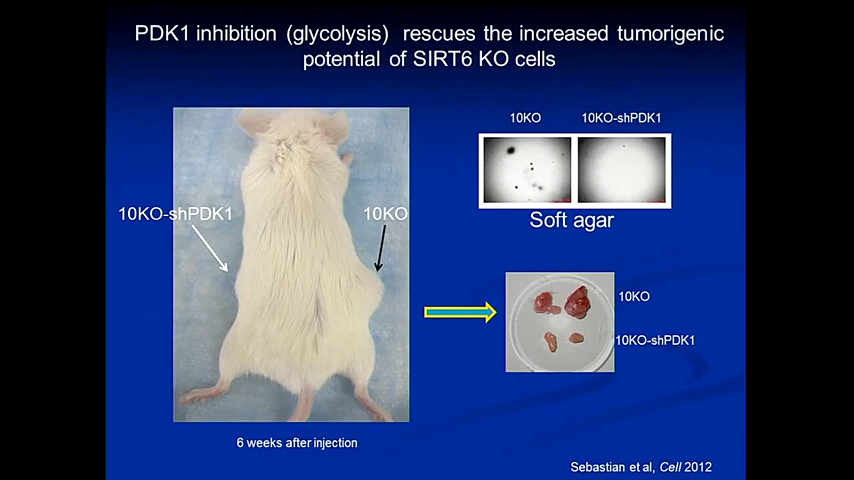 PDK1 inhibition (glycolysis) rescues the increased tumorigenic
potential of SIRT6 KO cells
10KO-shPDK1
10KO
6 weeks after injection
10KO
10KO-shPDK1
Soft agar
10KO
10KO-shPDK1
Sebastian et al, Cell 2012